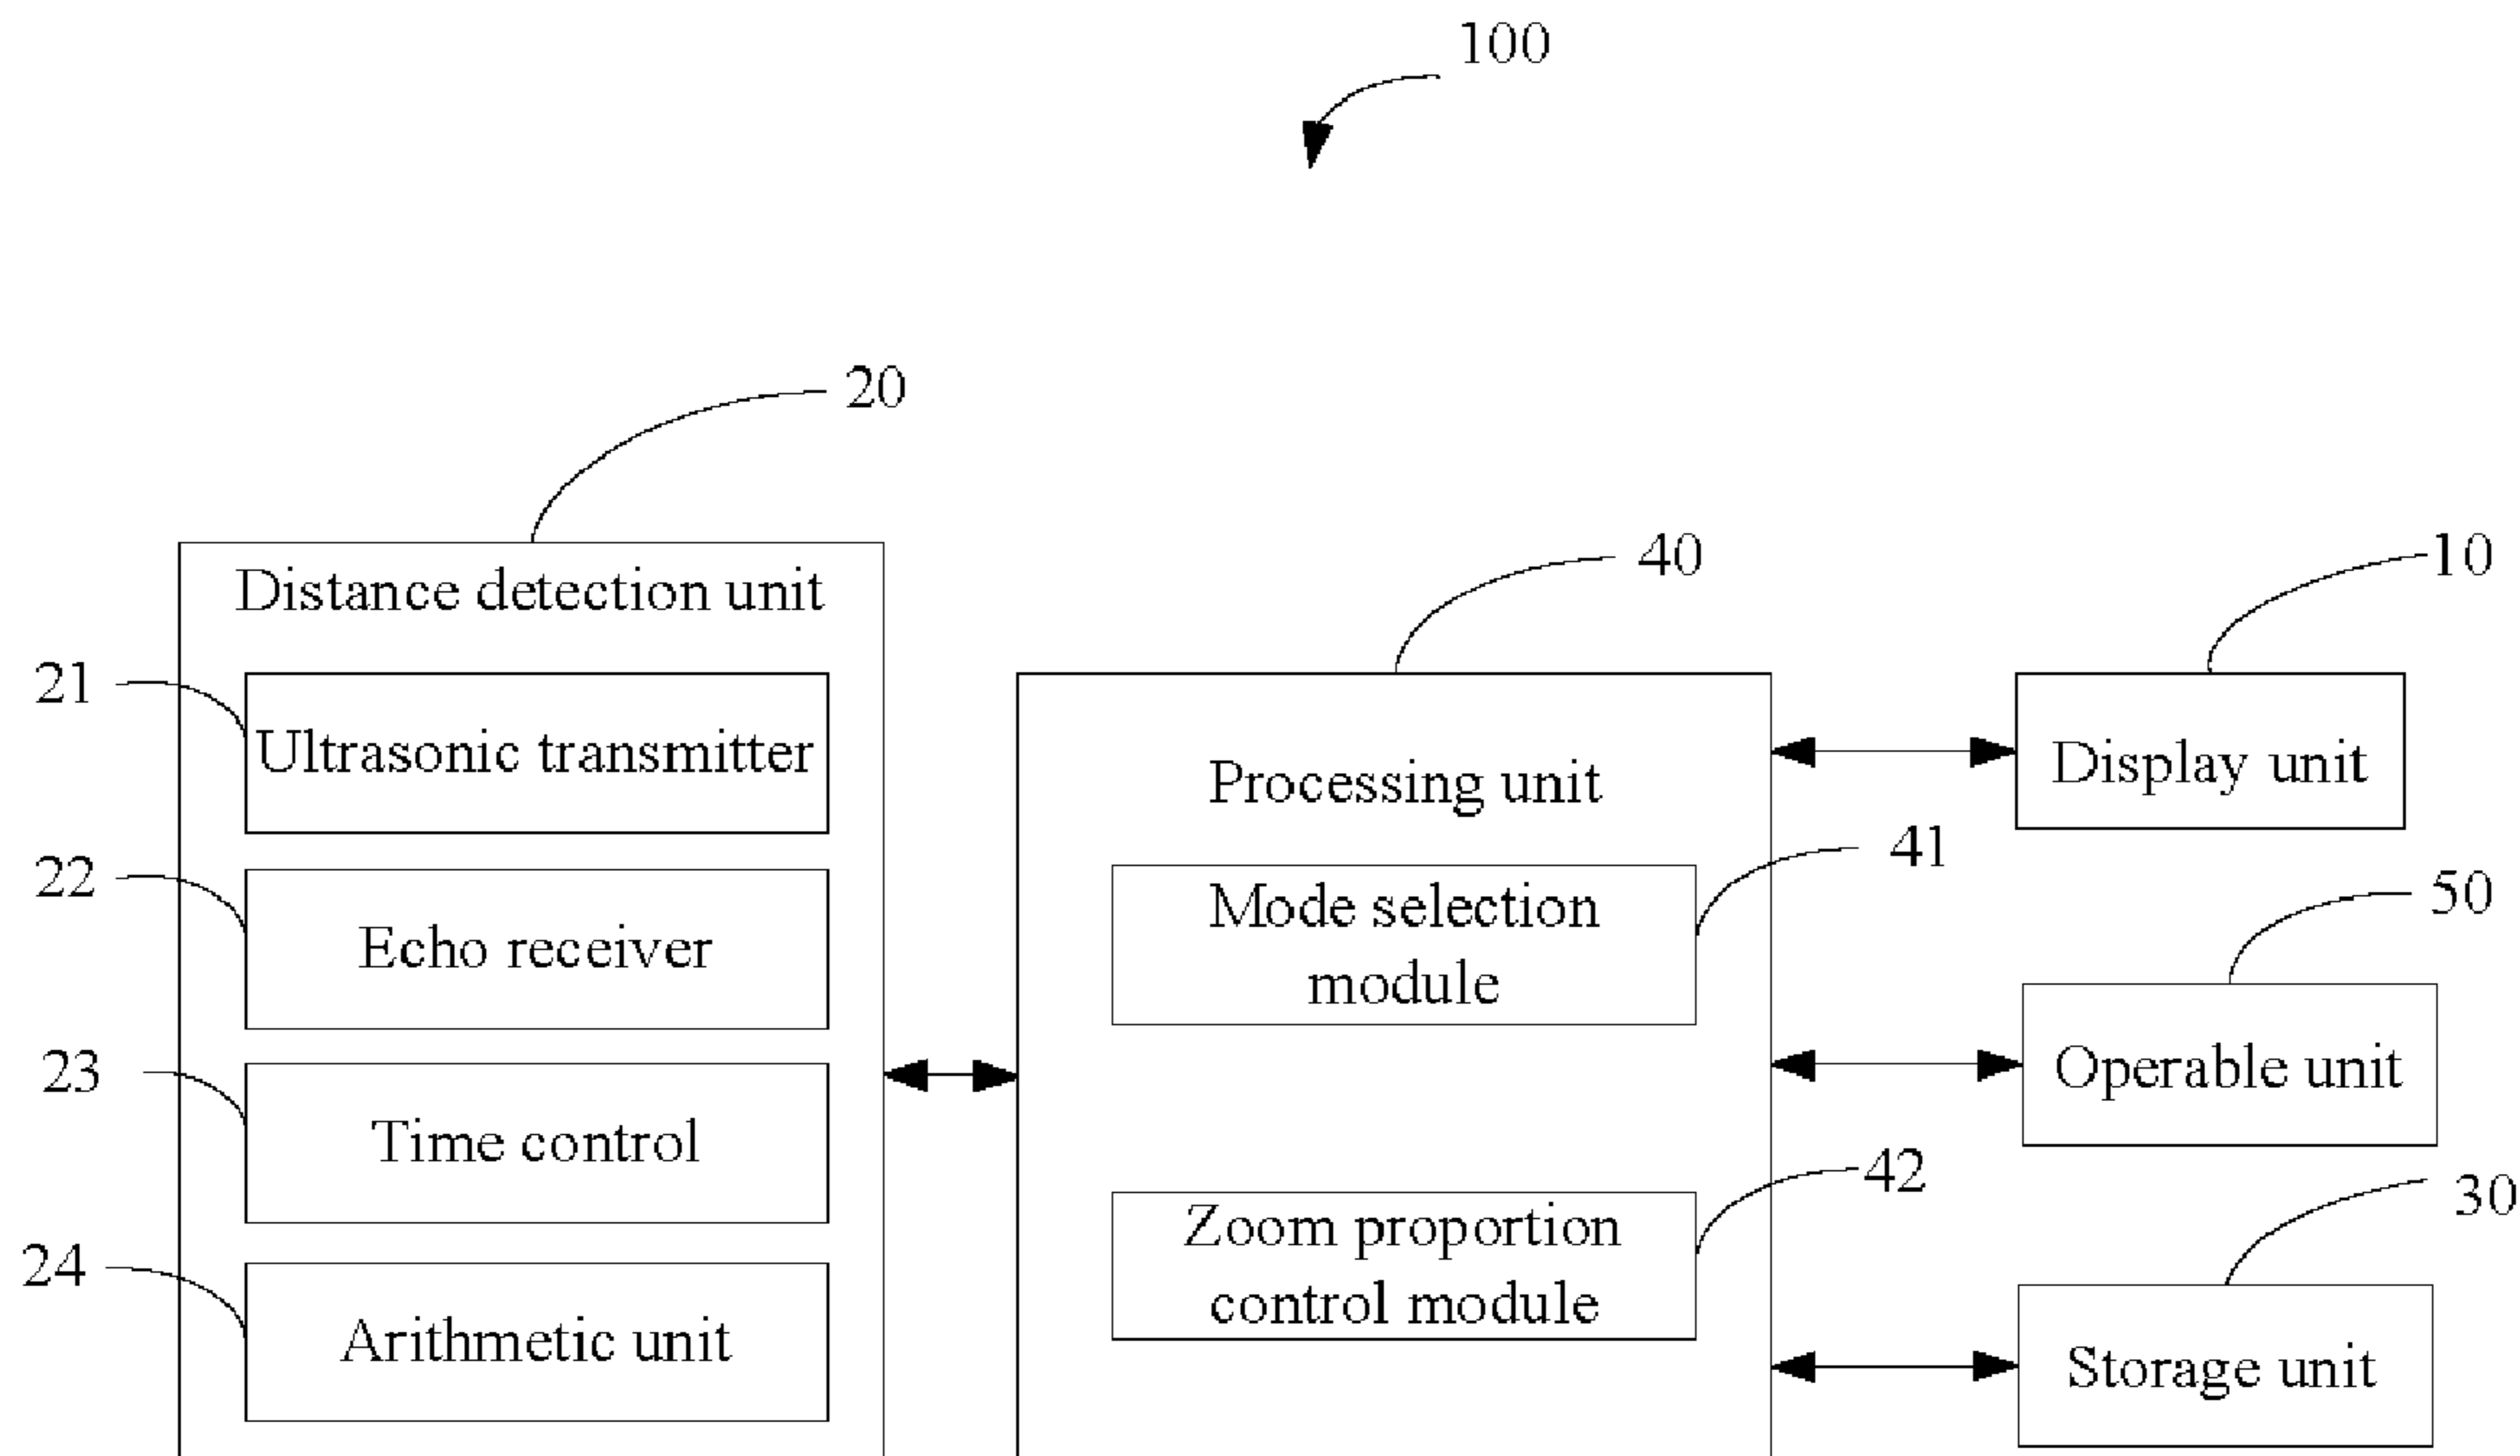 100
20
Distance detection unit
21
Ultrasonic transmitter
22
Echo receiver
23
Time control
24
Arithmetic unit
40
Processing unit
41
Mode selection
module
42
Zoom proportion
control module
10
Display unit
50
Operable unit
30
Storage unit